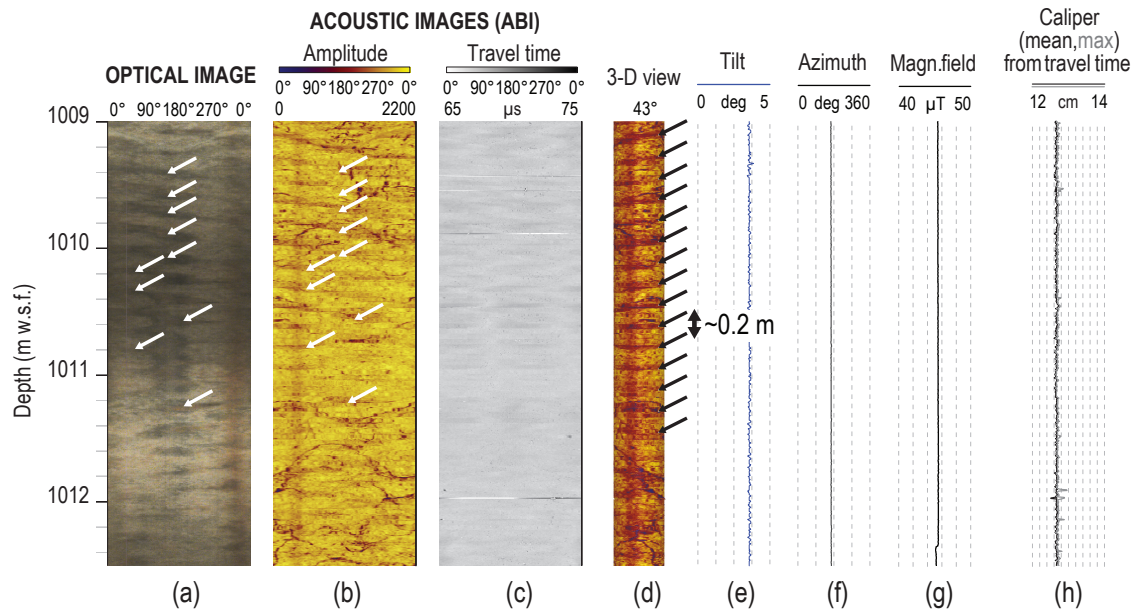 ACOUSTIC IMAGES (ABI)
OPTICAL IMAGE
0° 90° 180° 270° 0°
Amplitude
0° 90° 180° 270° 0°
0 2200
Travel time
0° 90° 180° 270° 0°
65 µs 75
3-D view
43°
Tilt
0 deg 5
Azimuth
0 deg 360
Magn.field
40 µT 50
Caliper
(mean,max)
from travel time
12 cm 14
Depth (m w.s.f.)
1009
1010
1011
1012
~0.2 m
(a) (b) (c) (d) (e) (f) (g) (h)